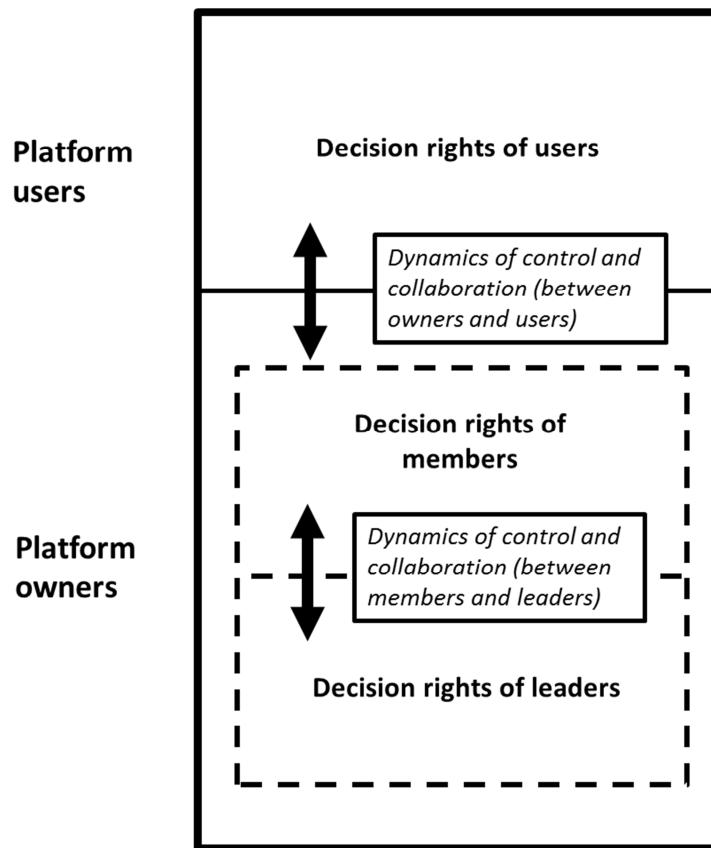 Platform
users
Decision rights of users
Dynamics of control and
collaboration (between
owners and users)
Decision rights of
members
Platform
owners
Dynamics of control and
collaboration (between
members and leaders)
Decision rights of leaders